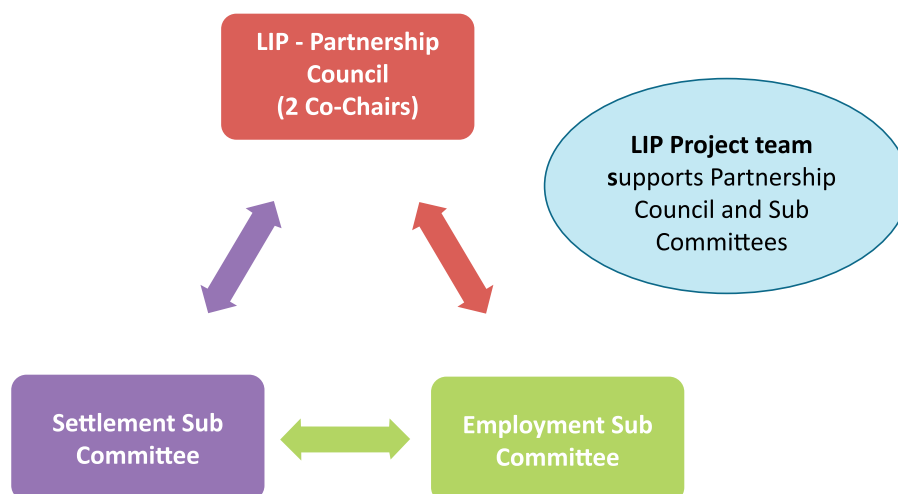 LIP - Partnership
Council
(2 Co-Chairs)
LIP Project team
supports Partnership
Council and Sub
Committees
Settlement Sub
Committee
Employment Sub
Committee